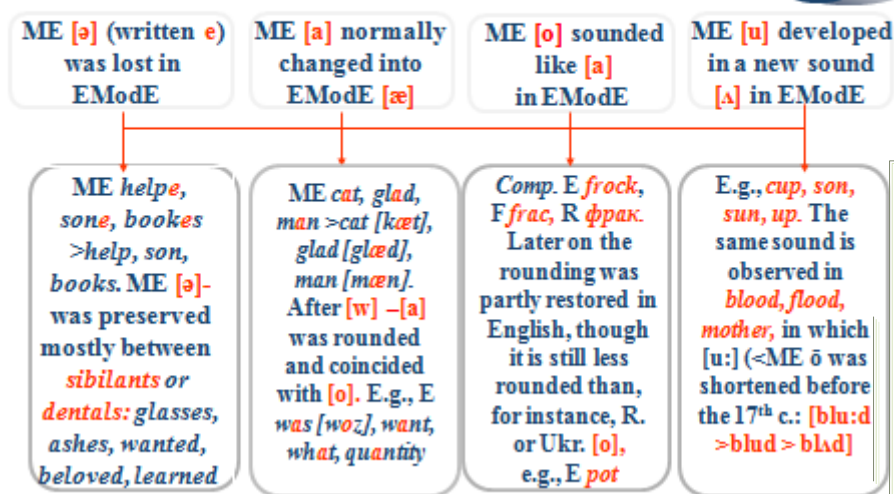 ME [ə] (written e)
was lost in
EModE
ME [a] normally
changed into
EModE [æ]
ME [o] sounded
like [a]
in EModE
ME [u] developed
in a new sound
[ʌ] in EModE
ME helpe,
sone, bookes
>help, son,
books. ME [ə]-
was preserved
mostly between
sibilants or
dentals: glasses,
ashes, wanted,
beloved, learned
ME cat, glad,
man >cat [kæt],
glad [glæd],
man [mæn].
After [w] –[a]
was rounded
and coincided
with [o]. E.g., E
was [woz], want,
what, quantity
Comp. E frock,
F frac, R фрак.
Later on the
rounding was
partly restored in
English, though
it is still less
rounded than,
for instance, R.
or Ukr. [o],
e.g., E pot
E.g., cup, son,
sun, up. The
same sound is
observed in
blood, flood,
mother, in which
[u:] (<ME ō was
shortened before
the 17th c.: [blu:d
>blud > blʌd]